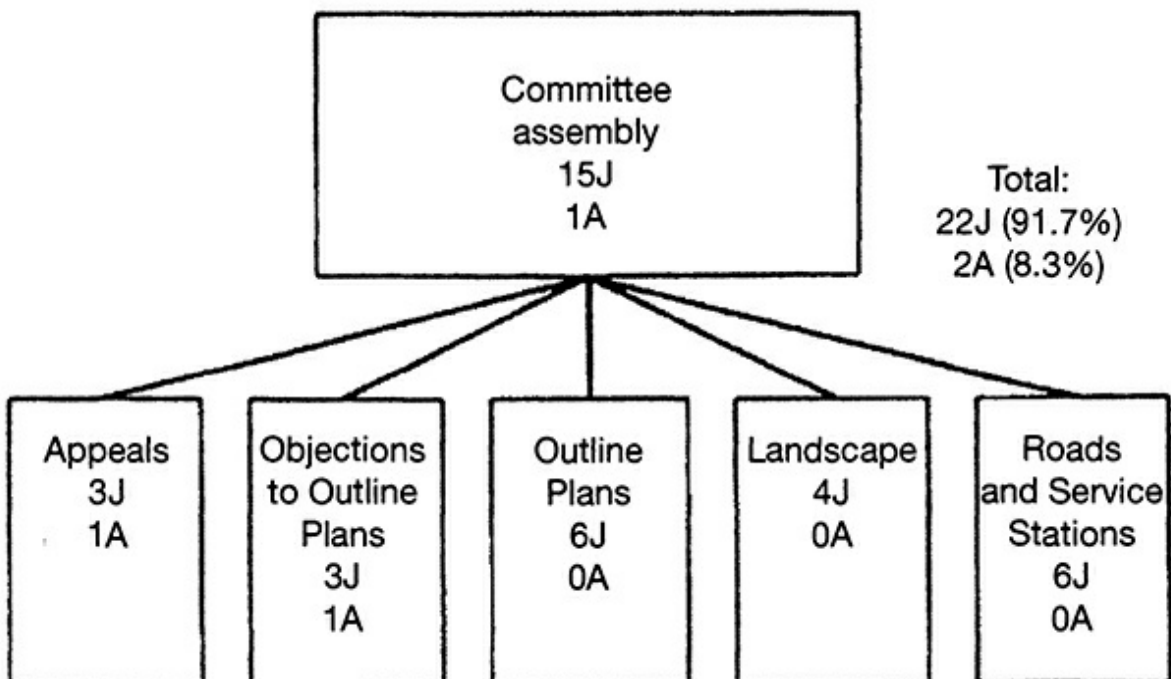 Committee
assembly
15J
1A
Total:
22J (91.7%)
2A (8.3%)
Appeals
3J
1A
Objections
to Outline
Plans
3J
1A
Outline
Plans
6J
0A
Landscape
4J
0A
Roads
and Service
Stations
6J
0A